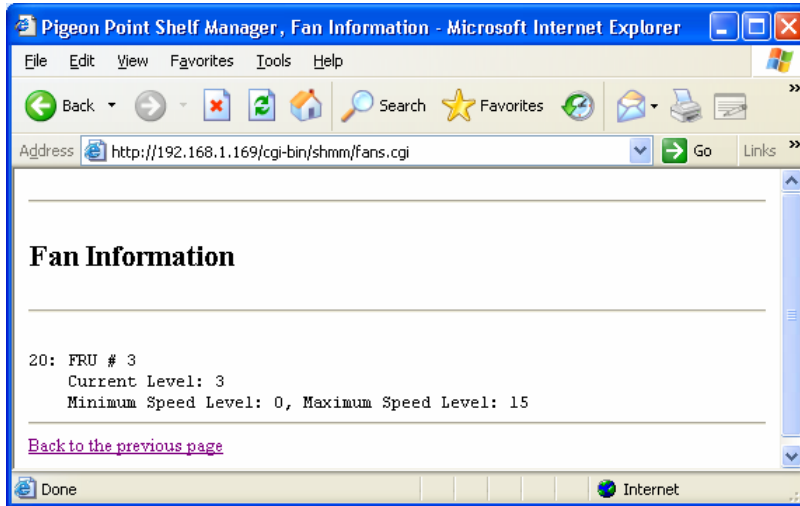 Pigeon Point Shelf Manager, Fan Information - Microsoft Internet Explorer
File Edit View Favorites Tools Help
Back Search Favorites
Address http://192.168.1.169/cgi-bin/shmm/fans.cgi Go Links »
Fan Information
20: FRU # 3
Current Level: 3
Minimum Speed Level: 0, Maximum Speed Level: 15
Back to the previous page
Done Internet